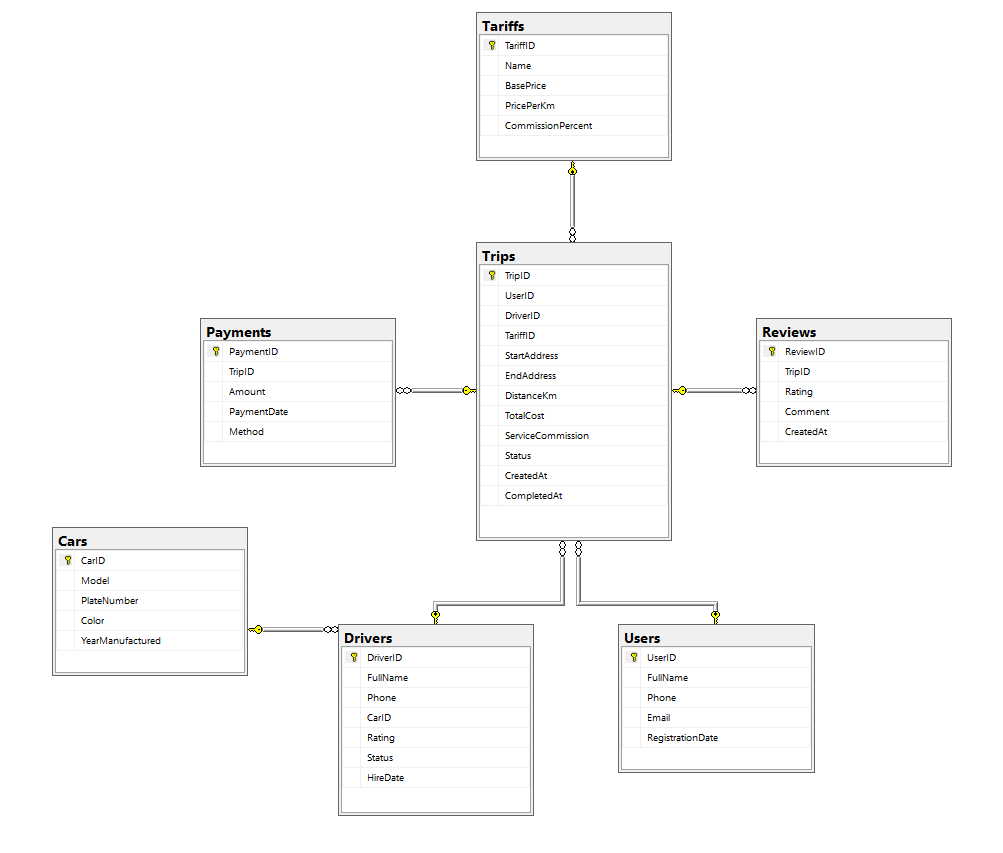 Tariffs
TariffID
Name
BasePrice
PricePerKm
CommissionPercent
Trips
TripID
UserID
DriverID
TariffID
StartAddress
EndAddress
DistanceKm
TotalCost
ServiceCommission
Status
CreatedAt
CompletedAt
Payments
PaymentID
TripID
Amount
PaymentDate
Method
Reviews
ReviewID
TripID
Rating
Comment
CreatedAt
Cars
CarID
Model
PlateNumber
Color
YearManufactured
Drivers
DriverID
FullName
Phone
CarID
Rating
Status
HireDate
Users
UserID
FullName
Phone
Email
RegistrationDate